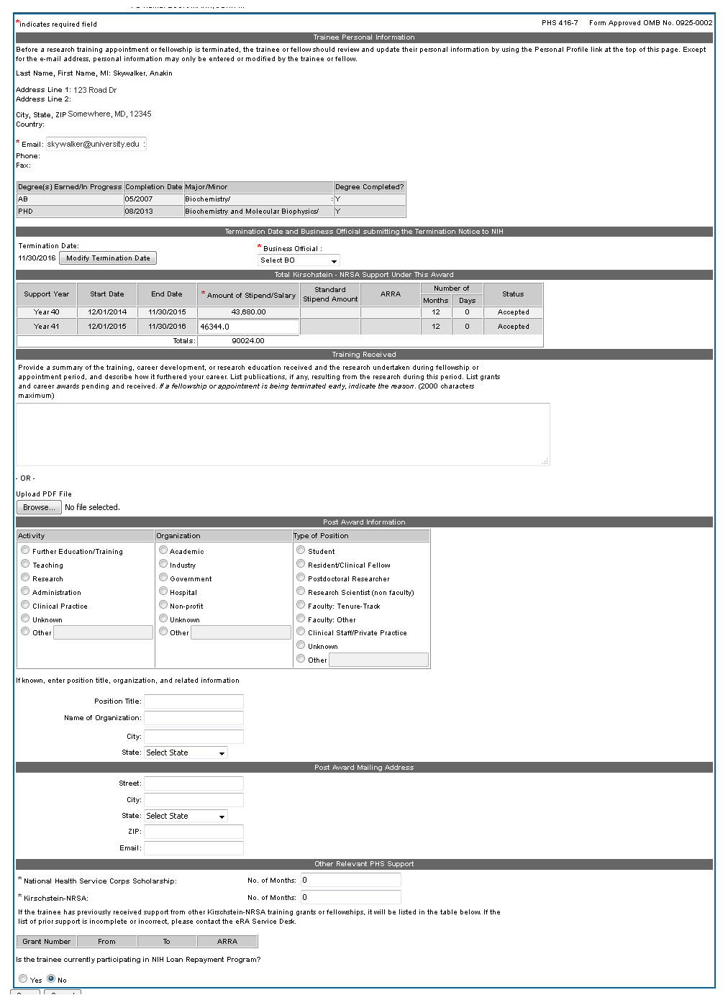 *indicates required field PHS 416-7 Form Approved OMB No. 0925-0002
Trainee Personal Information
Before a research training appointment or fellowship is terminated, the trainee or fellow should review and update their personal information by using the Personal Profile link at the top of this page. Except
for the e-mail address, personal information may only be entered or modified by the trainee or fellow.
Last Name, First Name, MI: Skywalker, Anakin
Address Line 1: 123 Road Dr
Address Line 2:
City, State, ZIP Somewhere, MD, 12345
Country:
* Email: skywalker@university.edu :
Phone:
Fax:
Degree(s) Earned/In Progress Completion Date Major/Minor Degree Completed?
AB 05/2007 Biochemistry/ : Y
PHD 08/2013 Biochemistry and Molecular Biophysics/ Y
Termination Date and Business Official submitting the Termination Notice to NIH
Termination Date: * Business Official :
11/30/2016 Modify Termination Date Select BO
Total Kirschstein - NRSA Support Under This Award
Support Year Start Date End Date * Amount of Stipend/Salary Standard Stipend Amount ARRA Number of Months Days Status
Year 40 12/01/2014 11/30/2015 43,680.00 12 0 Accepted
Year 41 12/01/2015 11/30/2016 46344.0 12 0 Accepted
Totals: 90024.00
Training Received
Provide a summary of the training, career development, or research education received and the research undertaken during fellowship or
appointment period, and describe how it furthered your career. List publications, if any, resulting from the research during this period. List grants
and career awards pending and received. If a fellowship or appointment is being terminated early, indicate the reason. (2000 characters
maximum)
- OR -
Upload PDF File
Browse... No file selected.
Post Award Information
Activity Organization Type of Position
Further Education/Training Academic Student
Teaching Industry Resident/Clinical Fellow
Research Government Postdoctoral Researcher
Administration Hospital Research Scientist (non faculty)
Clinical Practice Non-profit Faculty: Tenure-Track
Unknown Unknown Faculty: Other
Other Other Clinical Staff/Private Practice
Unknown
Other
If known, enter position title, organization, and related information
Position Title:
Name of Organization:
City:
State: Select State
Post Award Mailing Address
Street:
City:
State: Select State
ZIP:
Email:
Other Relevant PHS Support
* National Health Service Corps Scholarship: No. of Months: 0
* Kirschstein-NRSA: No. of Months: 0
If the trainee has previously received support from other Kirschstein-NRSA training grants or fellowships, it will be listed in the table below. If the
list of prior support is incomplete or incorrect, please contact the eRA Service Desk.
Grant Number From To ARRA
Is the trainee currently participating in NIH Loan Repayment Program?
Yes No